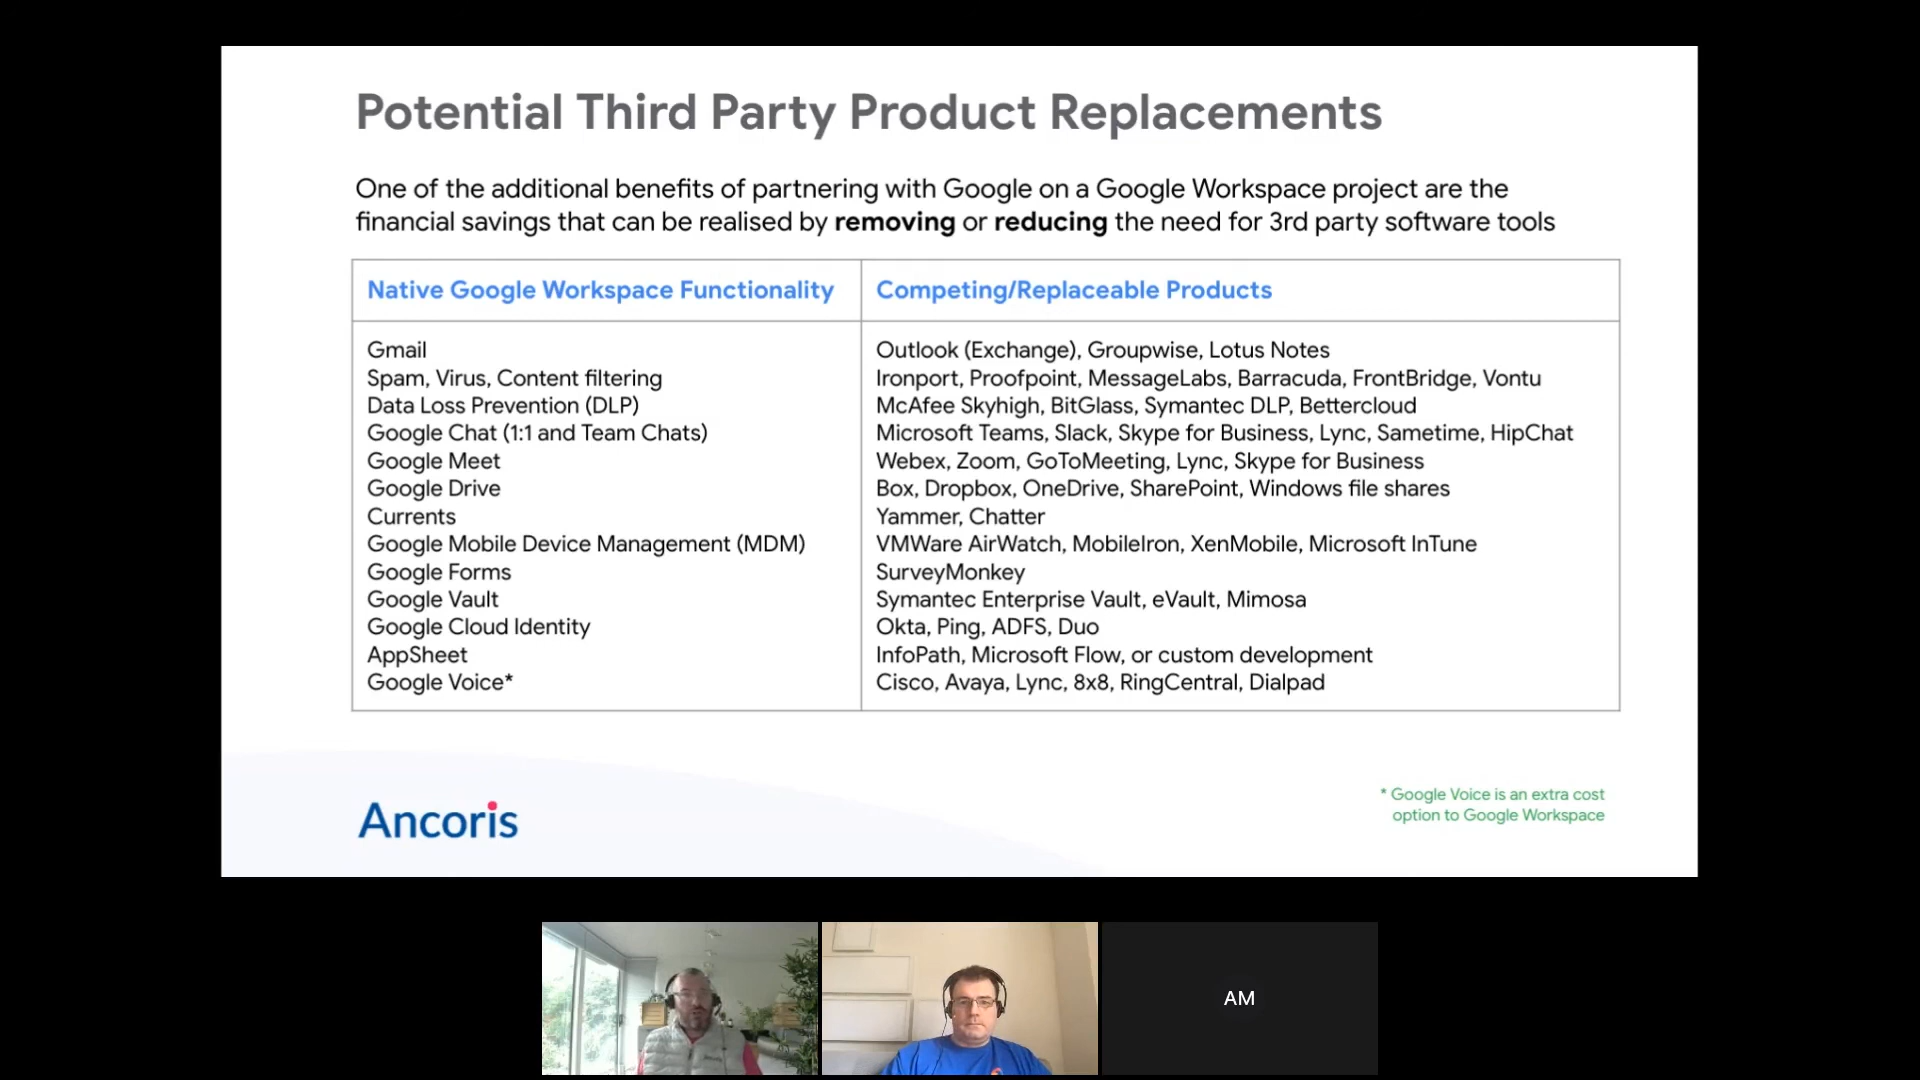 Potential Third Party Product Replacements
One of the additional benefits of partnering with Google on a Google Workspace project are the
financial savings that can be realised by removing or reducing the need for 3rd party software tools
Native Google Workspace Functionality
Competing/Replaceable Products
Gmail
Outlook (Exchange), Groupwise, Lotus Notes
Spam, Virus, Content filtering
Ironport, Proofpoint, MessageLabs, Barracuda, FrontBridge, Vontu
Data Loss Prevention (DLP)
McAfee Skyhigh, BitGlass, Symantec DLP, Bettercloud
Google Chat (1:1 and Team Chats)
Microsoft Teams, Slack, Skype for Business, Lync, Sametime, HipChat
Google Meet
Webex, Zoom, GoToMeeting, Lync, Skype for Business
Google Drive
Box, Dropbox, OneDrive, SharePoint, Windows file shares
Currents
Yammer, Chatter
Google Mobile Device Management (MDM)
VMWare AirWatch, MobileIron, XenMobile, Microsoft InTune
Google Forms
SurveyMonkey
Google Vault
Symantec Enterprise Vault, eVault, Mimosa
Google Cloud Identity
Okta, Ping, ADFS, Duo
AppSheet
InfoPath, Microsoft Flow, or custom development
Google Voice*
Cisco, Avaya, Lync, 8x8, RingCentral, Dialpad
* Google Voice is an extra cost
option to Google Workspace
Ancoris
AM